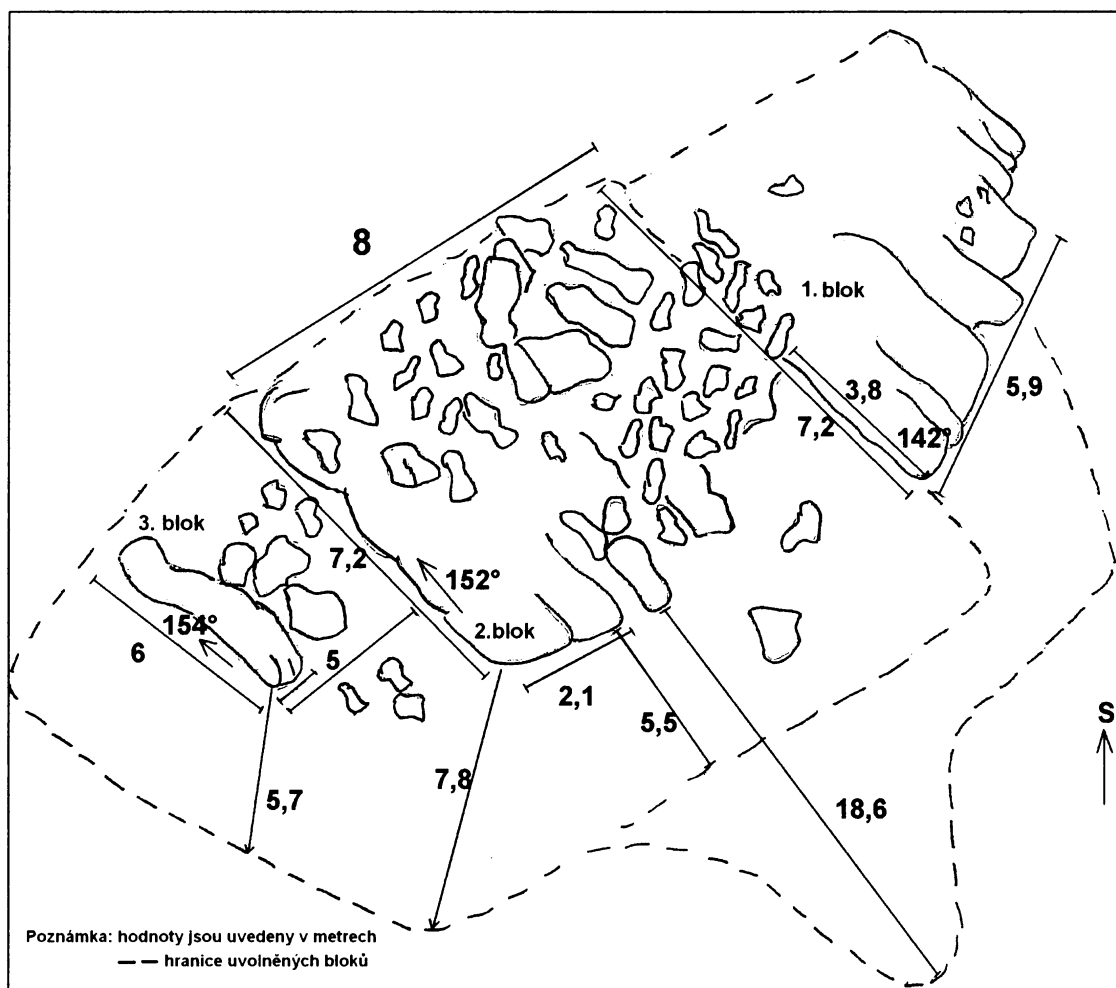 8
1. blok
3,8
5,9
7,2
142°
3. blok
7,2
152°
154°
2.blok
6
5
2,1
5,5
S
7,8
5,7
18,6
Poznámka: hodnoty jsou uvedeny v metrech
hranice uvolněných bloků